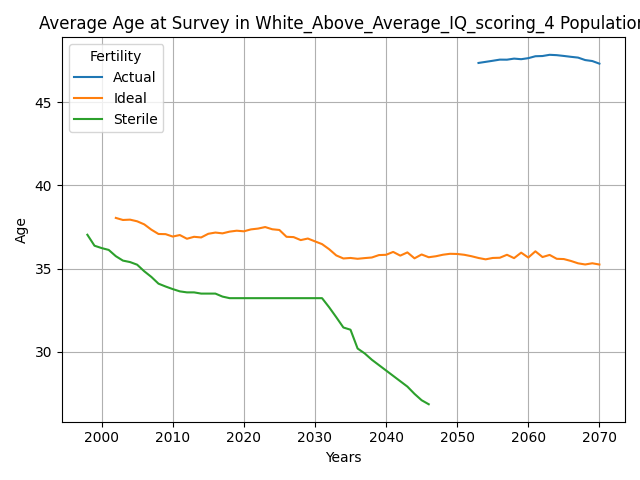 Average Age at Survey in White_Above_Average_IQ_scoring_4 Population
Fertility
Actual
Ideal
Sterile
45
40
35
30
Age
2000 2010 2020 2030 2040 2050 2060 2070
Years